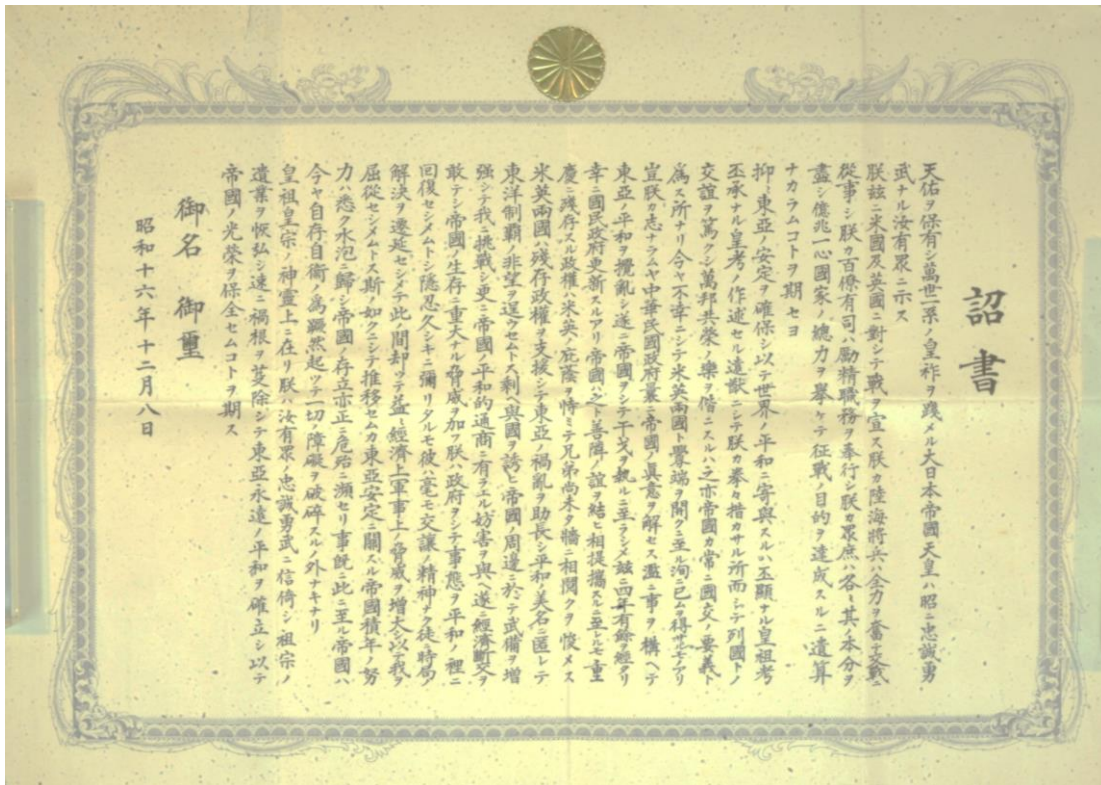 詔書
天佑ヲ保有シ萬世一系ノ皇祚ヲ踐メル大日本帝國天皇ハ昭ニ忠誠勇
武ナル汝有眾ニ示ス
朕玆ニ米國及英國ニ對シテ戰ヲ宣ス朕カ陸海將兵ハ全力ヲ奮テ交戰ニ
從事シ朕カ百僚有司ハ勵精職務ヲ奉行シ朕カ眾庶ハ各〻其ノ本分ヲ
盡シ億兆一心國家ノ總力ヲ擧ケテ征戰ノ目的ヲ達成スルニ遺算
ナカラムコトヲ期セヨ
抑〻東亞ノ安定ヲ確保シ以テ世界ノ平和ニ寄與スルハ丕顯ナル皇祖考
丕承ナル皇考ノ作述セル遠猷ニシテ朕カ拳々措カサル所而シテ列國トノ
交誼ヲ篤クシ萬邦共榮ノ樂ヲ偕ニスルハ之亦帝國カ常ニ國交ノ要義ト
爲ス所ナリ今ヤ不幸ニシテ米英兩國ト釁端ヲ開クニ至ル洵ニ已ムヲ得サルモノアリ
豈朕カ志ナラムヤ中華民國政府曩ニ帝國ノ眞意ヲ解セス濫ニ事ヲ構ヘテ
東亞ノ平和ヲ攪亂シ遂ニ帝國ヲシテ干戈ヲ執ルニ至ラシメ玆ニ四年有餘ヲ經タリ
幸ニ國民政府更新スルアリ帝國ハ之ト善隣ノ誼ヲ結ヒ相提攜スルニ至レルモ重
慶ニ殘存スル政權ハ米英ノ庇蔭ヲ恃ミテ兄弟尚未タ牆ニ相鬩クヲ悛メス
米英兩國ハ殘存政權ヲ支援シテ東亞ノ禍亂ヲ助長シ平和ノ美名ニ匿レテ
東洋制覇ノ非望ヲ逞ウセムトス剩ヘ與國ヲ誘ヒ帝國ノ周邊ニ於テ武備ヲ增
强シテ我ニ挑戰シ更ニ帝國ノ平和的通商ニ有ラユル妨害ヲ與ヘ遂ニ經濟斷交ヲ
敢テシ帝國ノ生存ニ重大ナル脅威ヲ加フ朕ハ政府ヲシテ事態ヲ平和ノ裡ニ
回復セシメムトシ隱忍久シキニ彌リタルモ彼ハ毫モ交讓ノ精神ナク徒ニ時局ノ
解決ヲ遷延セシメテ此ノ間却ツテ益〻經濟上軍事上ノ脅威ヲ增大シ以テ我ヲ
屈從セシメムトス斯ノ如クニシテ推移セムカ東亞安定ニ關スル帝國積年ノ努
力ハ悉ク水泡ニ歸シ帝國ノ存立亦正ニ危殆ニ瀕セリ事旣ニ此ニ至ル帝國ハ
今ヤ自存自衞ノ爲蹶然起ツテ一切ノ障礙ヲ破碎スルノ外ナキナリ
皇祖皇宗ノ神靈上ニ在リ朕ハ汝有眾ノ忠誠勇武ニ信倚シ祖宗ノ
遺業ヲ恢弘シ速ニ禍根ヲ芟除シテ東亞永遠ノ平和ヲ確立シ以テ
帝國ノ光榮ヲ保全セムコトヲ期ス
御名 御璽
昭和十六年十二月八日